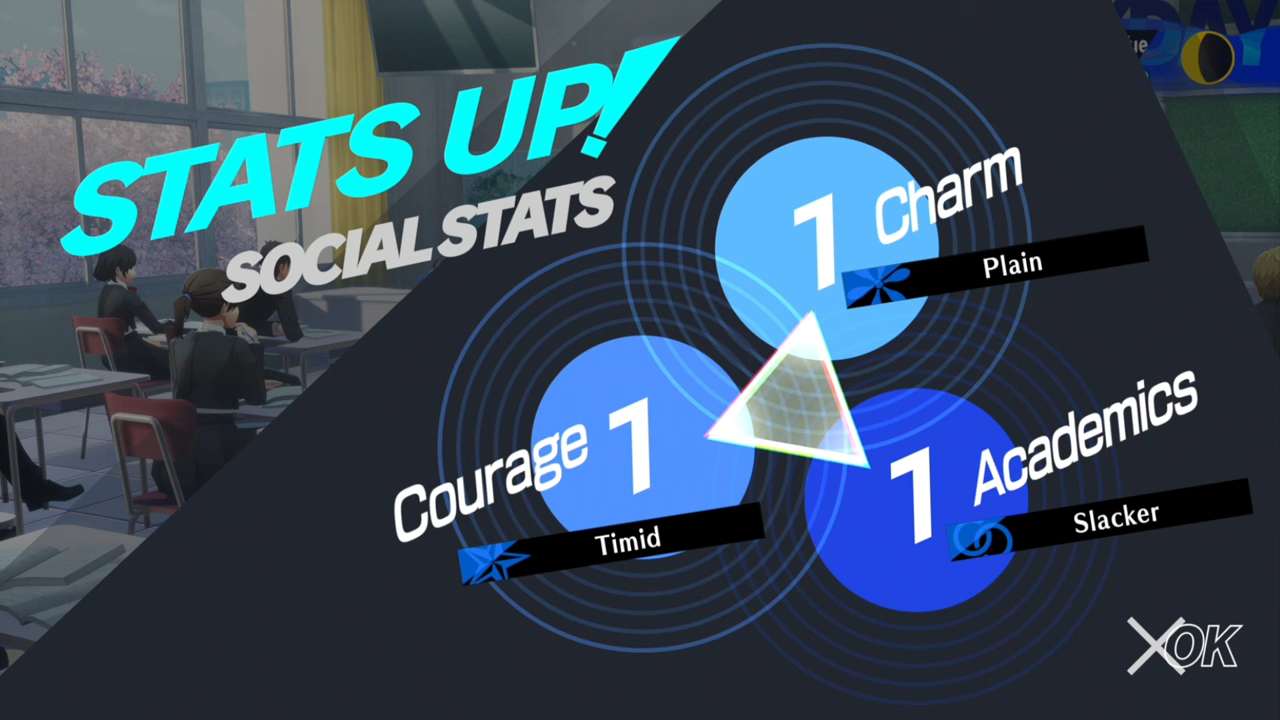 STATS UP!
SOCIAL STATS
1 Charm
Plain
Courage 1
Timid
1 Academics
Slacker
OK